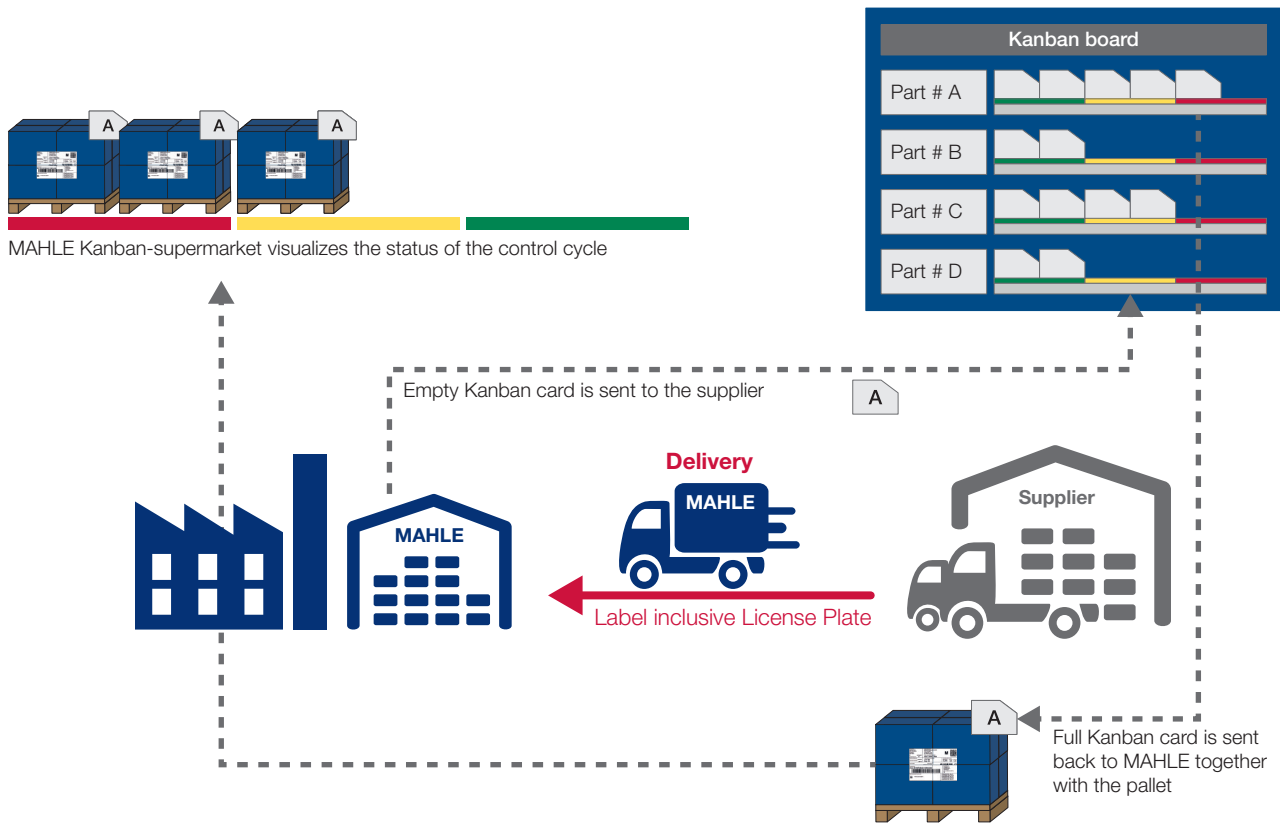 Kanban board
Part # A
Part # B
Part # C
Part # D
A
A
A
MAHLE Kanban-supermarket visualizes the status of the control cycle
Empty Kanban card is sent to the supplier
A
Delivery
MAHLE
Supplier
MAHLE
Label inclusive License Plate
A
Full Kanban card is sent
back to MAHLE together
with the pallet